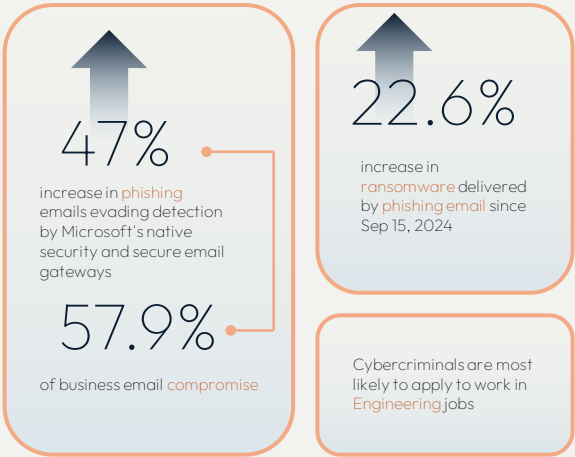 47%
increase in phishing
emails evading detection
by Microsoft's native
security and secure email
gateways
57.9%
of business email compromise
22.6%
increase in
ransomware delivered
by phishing email since
Sep 15, 2024
Cybercriminals are most
likely to apply to work in
Engineering jobs